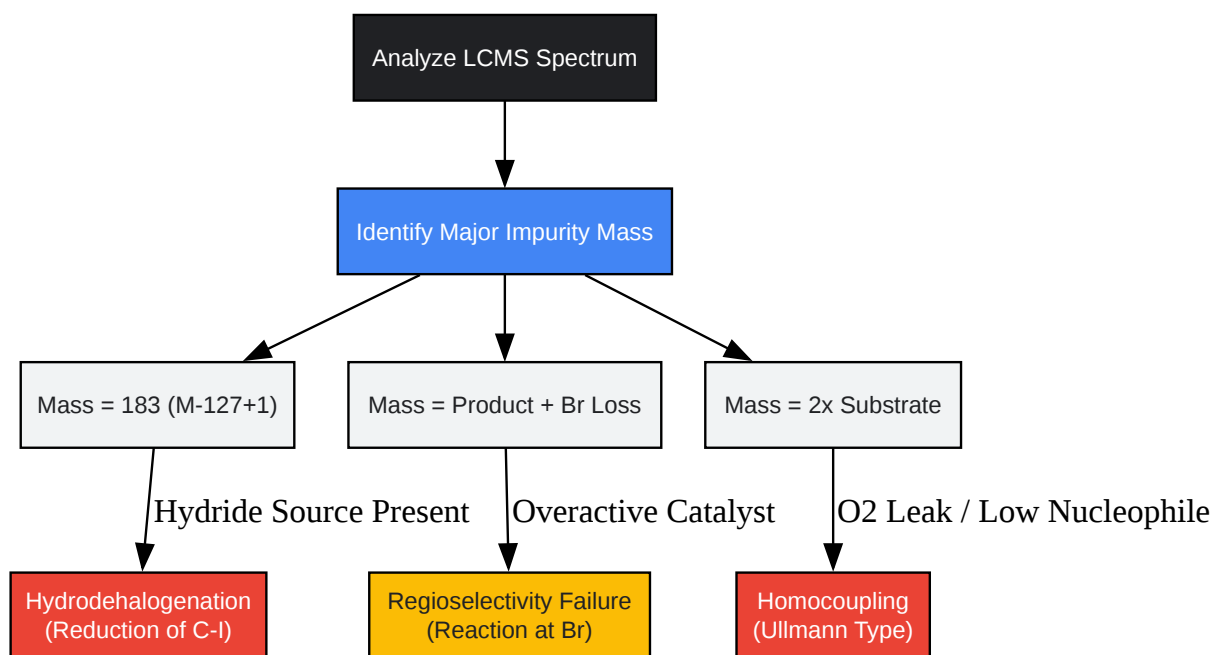 Analyze LCMS Spectrum
Identify Major Impurity Mass
Mass = 183 (M-127+1)
Mass = Product + Br Loss
Mass = 2x Substrate
Hydride Source Present
Overactive Catalyst
O2 Leak / Low Nucleophile
Hydrodehalogenation
(Reduction of C-I)
Regioselectivity Failure
(Reaction at Br)
Homocoupling
(Ullmann Type)